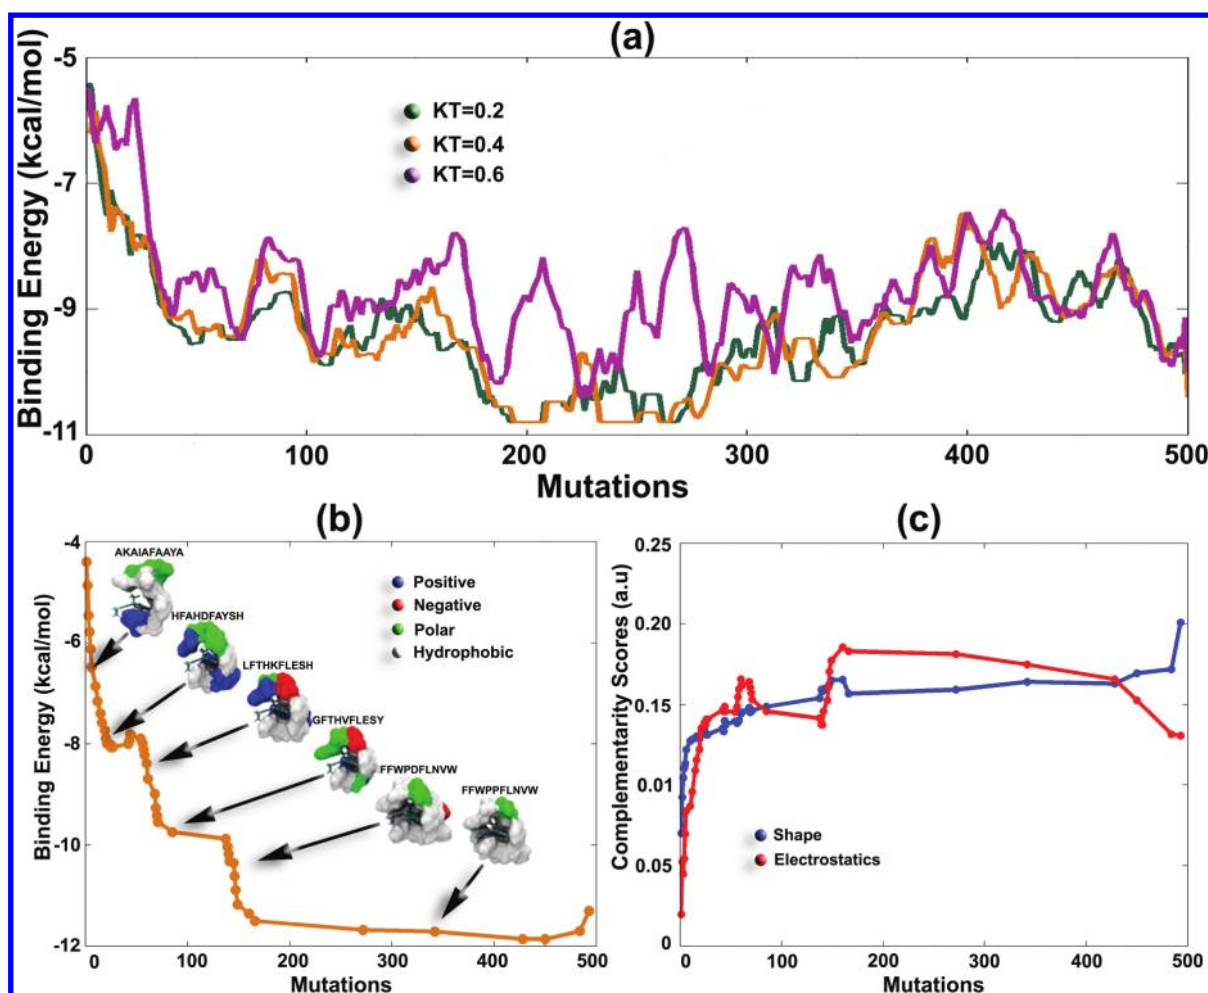 (a)
-5
-7
-9
-11
Binding Energy (kcal/mol)
KT=0.2
KT=0.4
KT=0.6
0 100 200 300 400 500
Mutations
(b)
-4
-6
-8
-10
-12
Binding Energy (kcal/mol)
AKAIAFAAYA
HFAHDFAYSH
LFTHKFLESH
GFTHVFLESY
FFWPDFLNVW
FFWPPFLNVW
Positive
Negative
Polar
Hydrophobic
0 100 200 300 400 500
Mutations
(c)
0.25
0.20
0.15
0.01
0.05
0
Complementarity Scores (a.u)
Shape
Electrostatics
0 100 200 300 400 500
Mutations